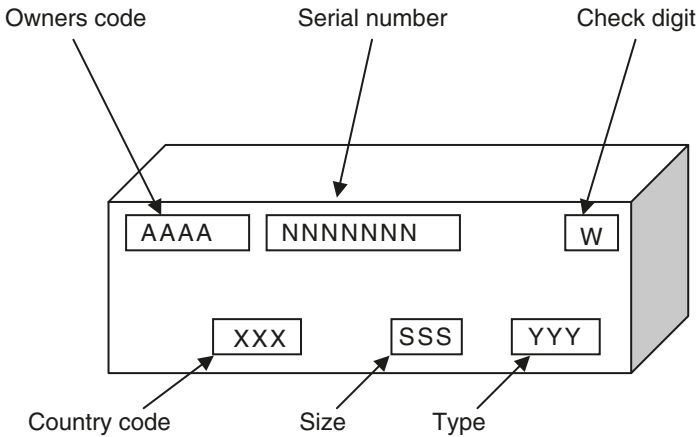 Owners code Serial number Check digit
AAAA NNNNNNN W
XXX SSS YYY
Country code Size Type